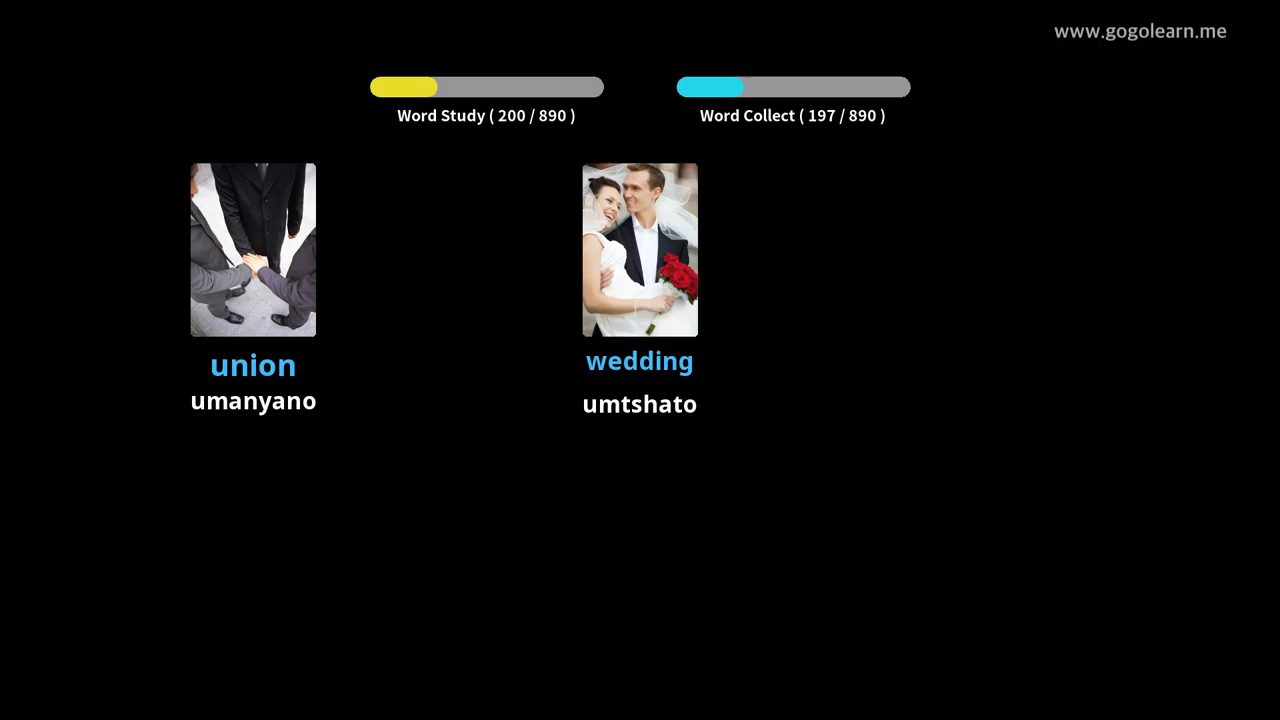 www.gogolearn.me
Word Study ( 200 / 890 )
Word Collect ( 197 / 890 )
union
umanyano
wedding
umtshato